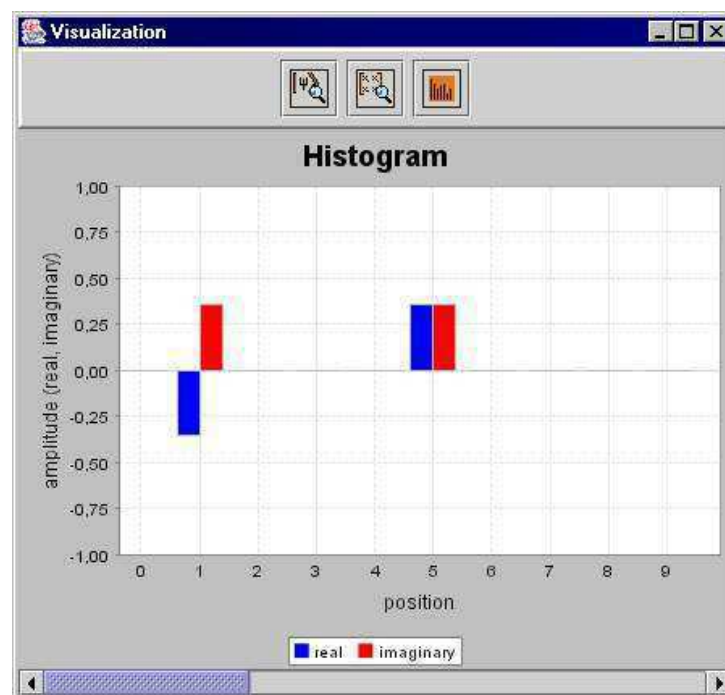 Visualization
Histogram
1,00
0,75
0,50
0,25
0,00
-0,25
-0,50
-0,75
-1,00
amplitude (real, imaginary)
0 1 2 3 4 5 6 7 8 9
position
real imaginary